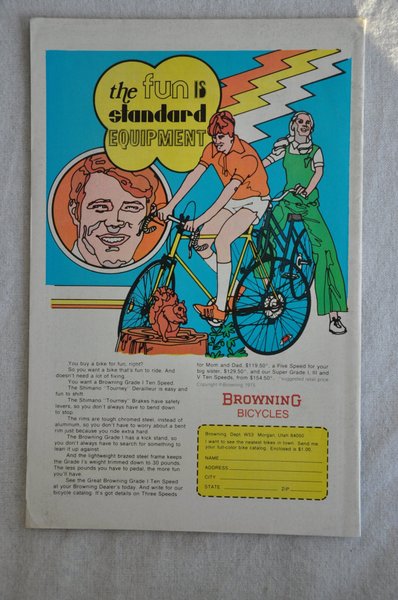 the fun IS
standard
EQUIPMENT
You buy a bike for fun, right?
So you want a bike that's fun to ride. And
doesn't need a lot of fixing.
You want a Browning Grade I Ten Speed.
The Shimano "Tourney" Derailleur is easy and
fun to shift.
The Shimano "Tourney" Brakes have safety
levers, so you don't always have to bend down
to stop.
The rims are tough chromed steel, instead of
aluminum, so you don't have to worry about a bent
rim just because you ride extra hard.
The Browning Grade I has a kick stand, so you
don't always have to search for something to
lean it up against.
And the lightweight brazed steel frame keeps
the Grade I's weight trimmed down to 30 pounds.
The less pounds you have to pedal, the more fun
you'll have.
See the Great Browning Grade I Ten Speed
at your Browning Dealer's today. And write for our
bicycle catalog. It's got details on Three Speeds
for Mom and Dad, $119.50*, a Five Speed for your
big sister, $129.50*, and our Super Grade I, III and
V Ten Speeds, from $154.50*. *suggested retail price
Copyright © Browning 1975
BROWNING
BICYCLES
Browning, Dept. W53 Morgan, Utah 84050
I want to see the neatest bikes in town. Send me
your full-color bike catalog. Enclosed is $1.00.
NAME
ADDRESS
CITY
STATE ZIP